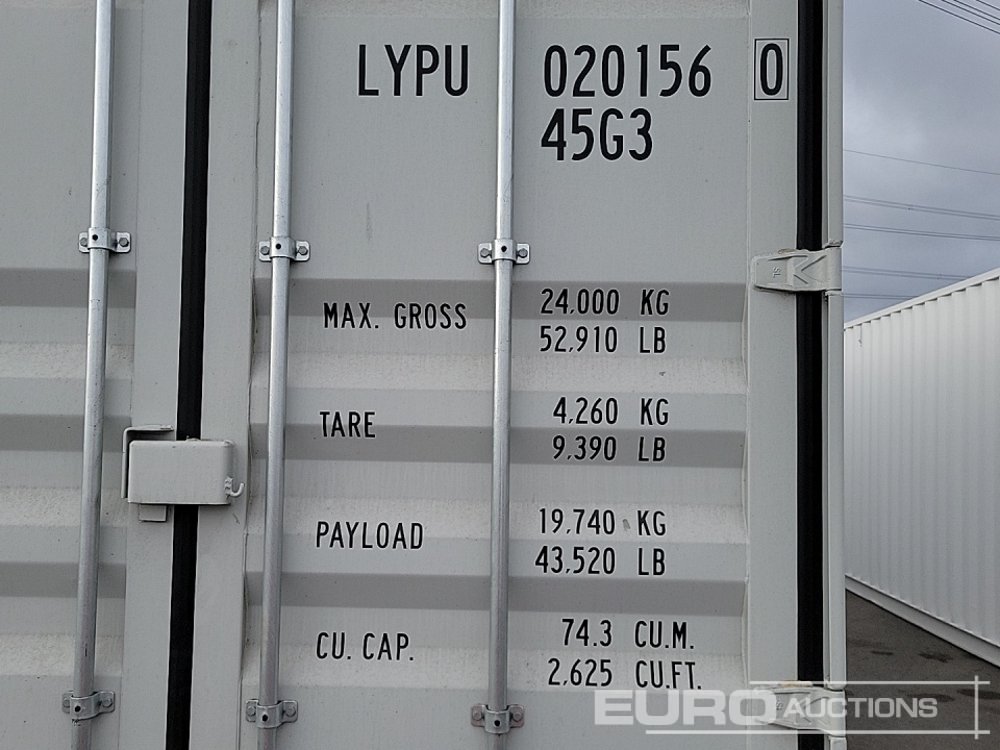 LYPU 020156 0
45G3
MAX. GROSS 24,000 KG
52,910 LB
TARE 4,260 KG
9,390 LB
PAYLOAD 19,740 KG
43,520 LB
CU. CAP. 74.3 CU.M.
2,625 CU.FT.
EURO AUCTIONS